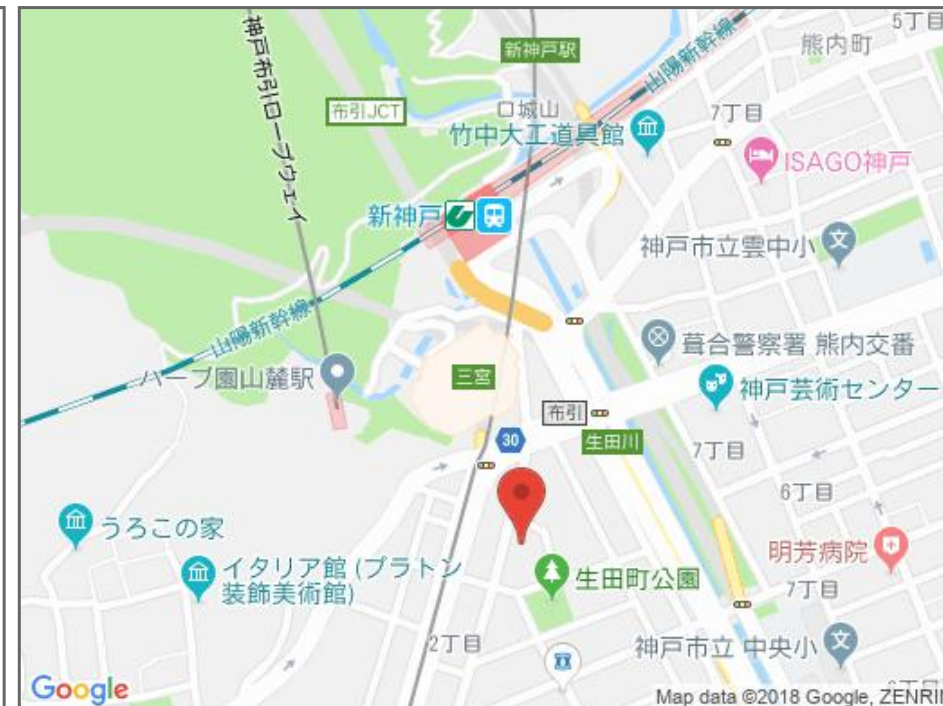 5丁目
熊内町
新神戸駅
山陽新幹線
神戸布引ロープウェイ
布引JCT
口城山
7丁目
竹中大工道具館
ISAGO神戸
新神戸
神戸市立雲中小
山陽新幹線
葺合警察署 熊内交番
ハーブ園山麓駅
三宮
神戸芸術センター
布引
30
生田川
7丁目
6丁目
うろこの家
明芳病院
イタリア館 (プラトン
装飾美術館)
生田町公園
7丁目
2丁目
神戸市立 中央小
Google
Map data ©2018 Google, ZENRIN